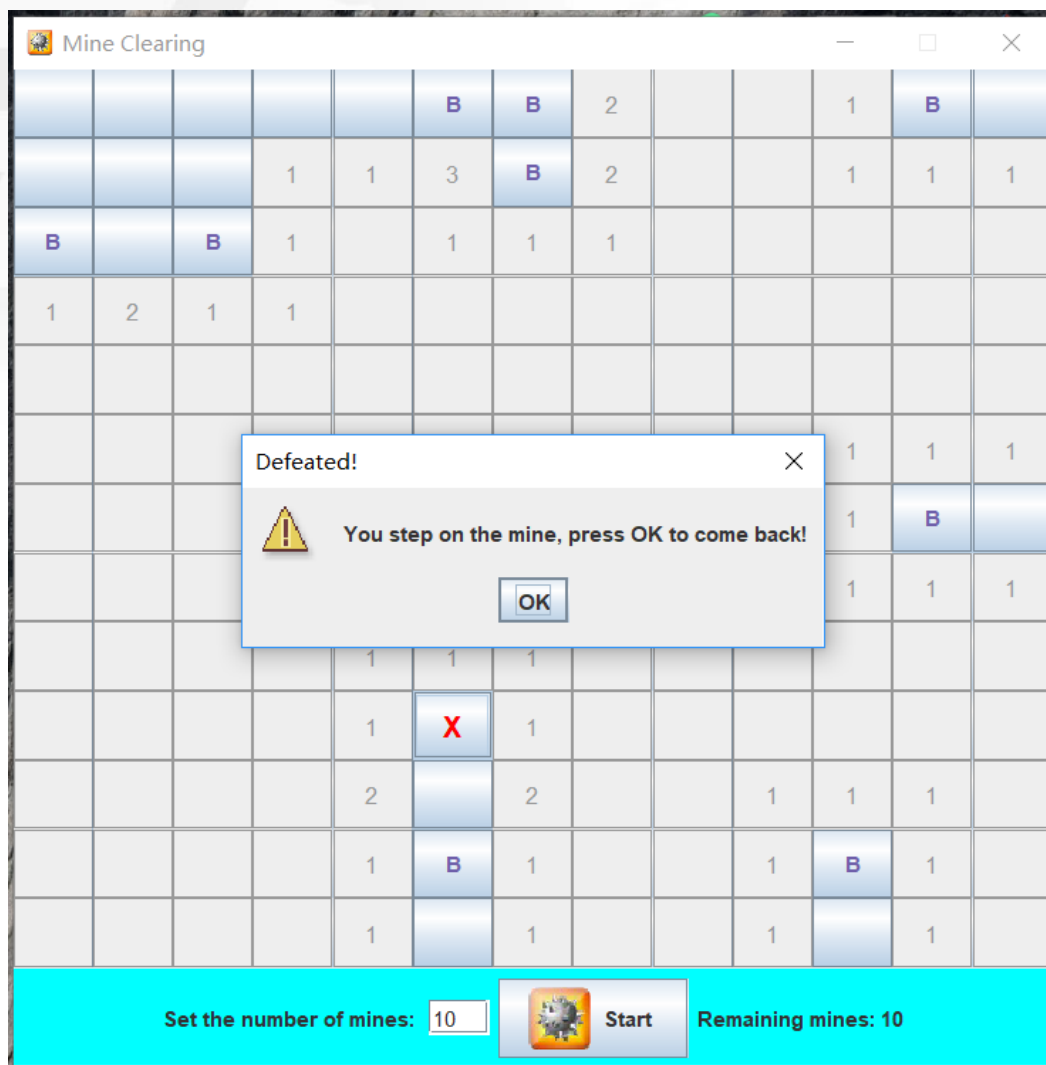 Mine Clearing
B B 2 1 B
1 1 3 B 2 1 1 1
B B 1 1 1 1
1 2 1 1
1 1 1
Defeated!
1 B
You step on the mine, press OK to come back!
OK
1 1 1
1 1 1
1 X 1
2 2 1 1 1
1 B 1 1 B 1
1 1 1 1
Set the number of mines: 10 Start Remaining mines: 10